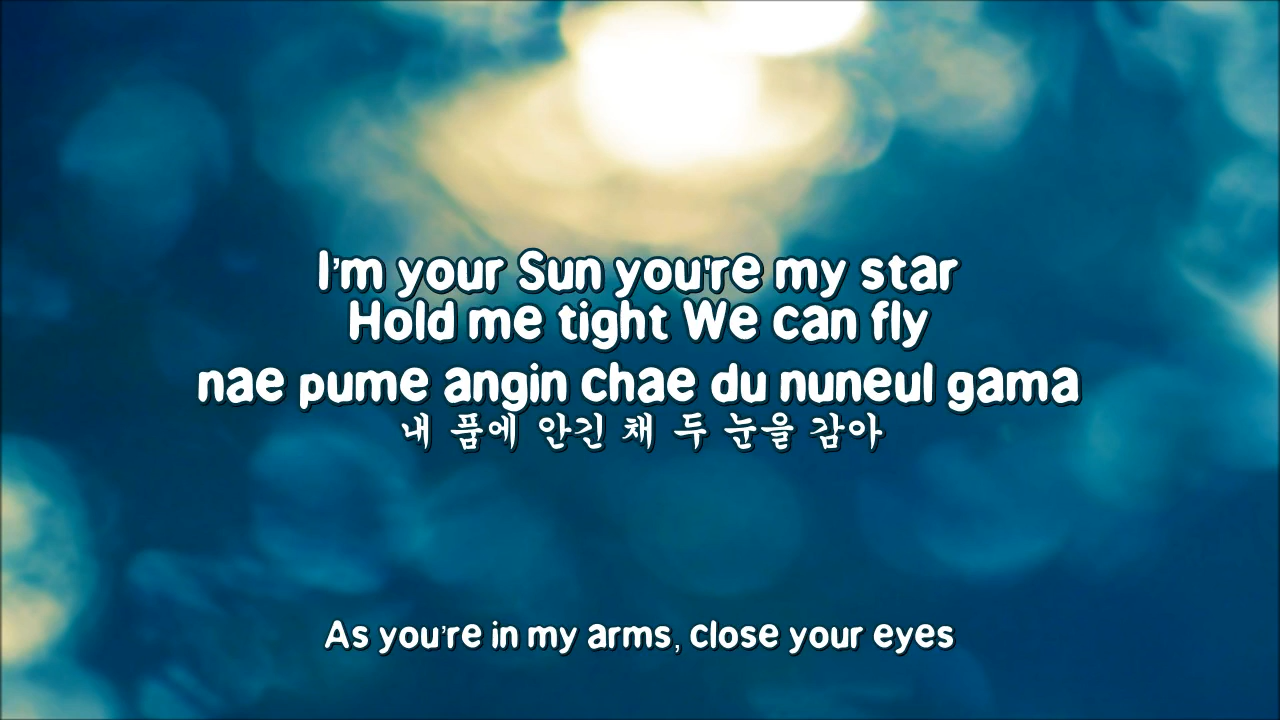 I'm your Sun you're my star
Hold me tight We can fly
nae pume angin chae du nuneul gama
내 품에 안긴 채 두 눈을 감아
As you're in my arms, close your eyes